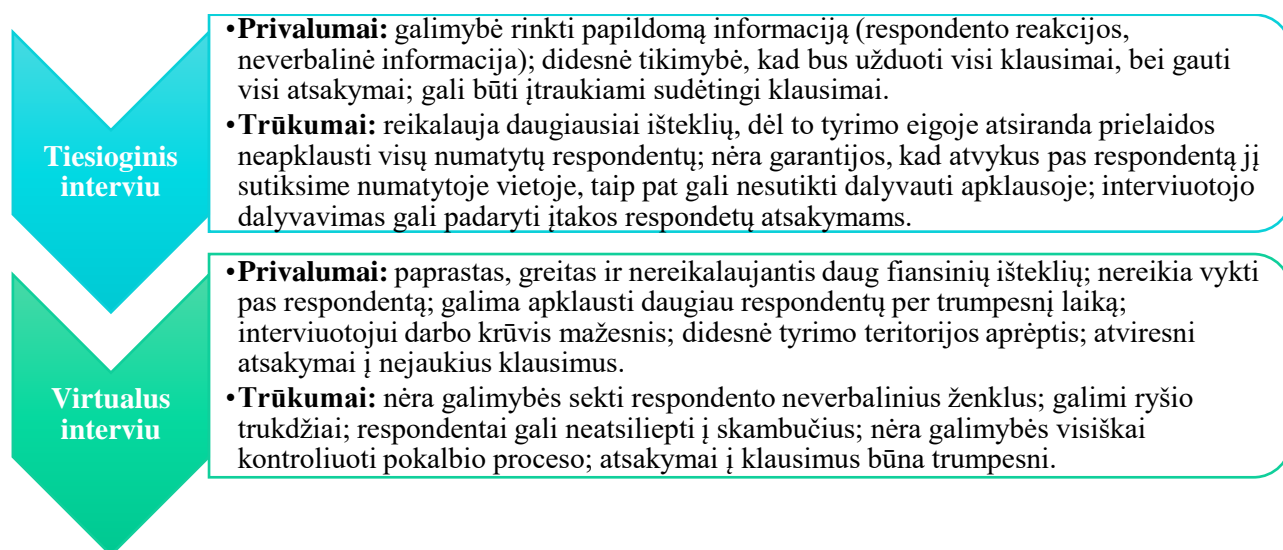 Tiesioginis
interviu
•Privalumai: galimybė rinkti papildomą informaciją (respondento reakcijos,
neverbalinė informacija); didesnė tikimybė, kad bus užduoti visi klausimai, bei gauti
visi atsakymai; gali būti įtraukiami sudėtingi klausimai.
•Trūkumai: reikalauja daugiausiai išteklių, dėl to tyrimo eigoje atsiranda prielaidos
neapklausti visų numatytų respondentų; nėra garantijos, kad atvykus pas respondentą jį
sutiksime numatytoje vietoje, taip pat gali nesutikti dalyvauti apklausoje; interviuotojo
dalyvavimas gali padaryti įtakos respondetų atsakymams.
Virtualus
interviu
•Privalumai: paprastas, greitas ir nereikalaujantis daug fiansinių išteklių; nereikia vykti
pas respondentą; galima apklausti daugiau respondentų per trumpesnį laiką;
interviuotojui darbo krūvis mažesnis; didesnė tyrimo teritorijos aprėptis; atviresni
atsakymai į nejaukius klausimus.
•Trūkumai: nėra galimybės sekti respondento neverbalinius ženklus; galimi ryšio
trukdžiai; respondentai gali neatsiliepti į skambučius; nėra galimybės visiškai
kontroliuoti pokalbio proceso; atsakymai į klausimus būna trumpesni.